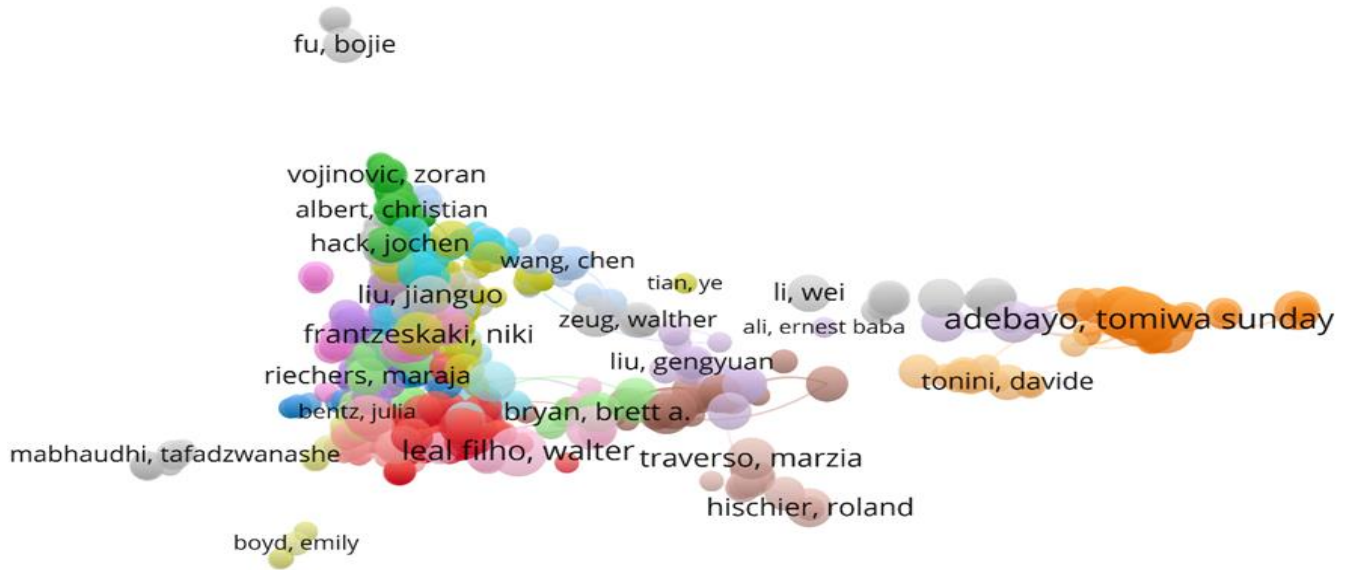 fu, bojie
vojinovic, zoran
albert, christian
hack, jochen
wang, chen
tian, ye
li, wei
liu, jianguo
zeug, walther
ali, ernest baba
adebayo, tomiwa sunday
frantzeskaki, niki
liu, gengyuan
riechers, maraja
tonini, davide
bentz, julia
bryan, brett a.
mabhaudhi, tafadzwanashe
leal filho, walter
traverso, marzia
hischier, roland
boyd, emily